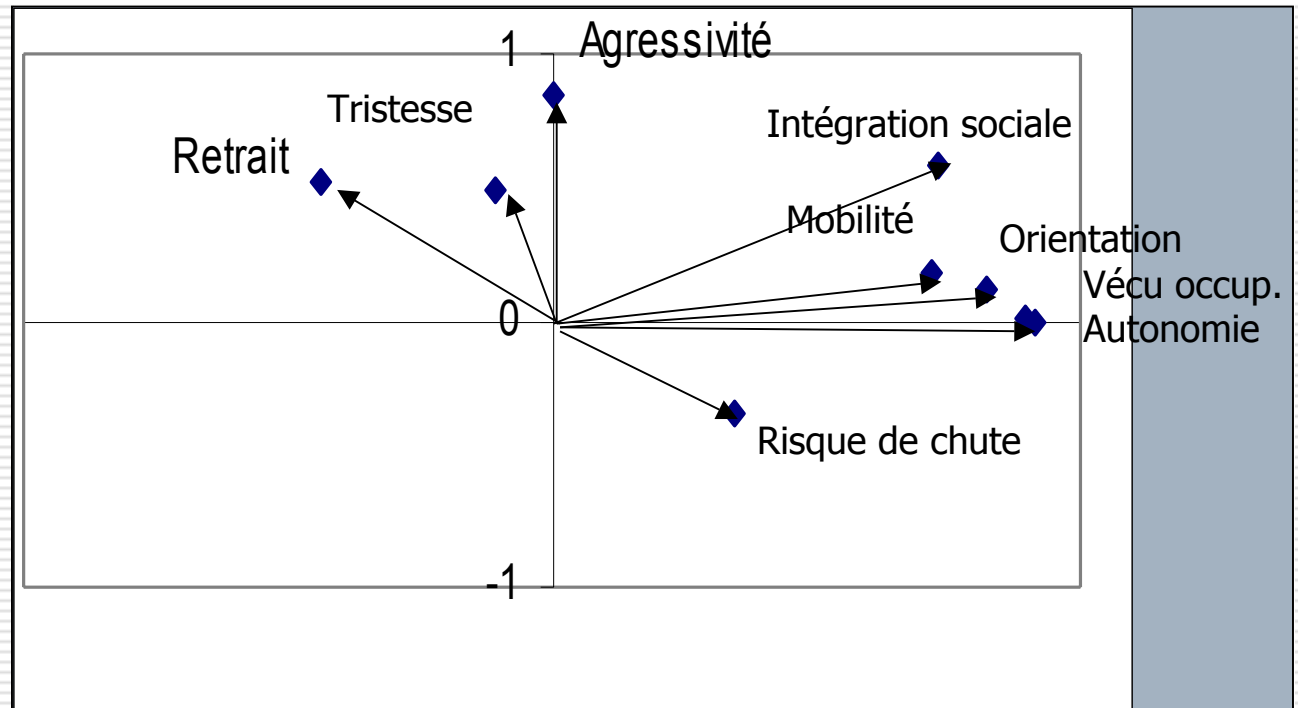 1
Agressivité
Tristesse
Intégration sociale
Retrait
Mobilité
Orientation
Vécu occup.
0
Autonomie
Risque de chute
-1